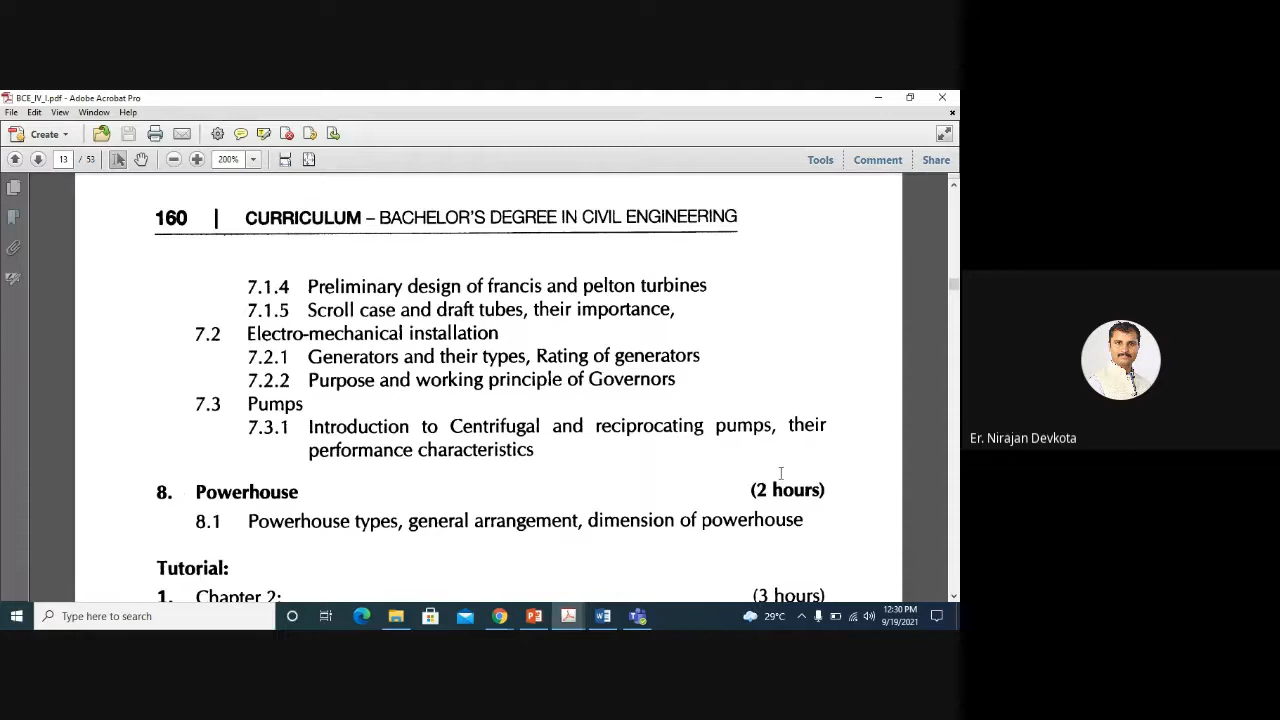 BCE_IV_I.pdf - Adobe Acrobat Pro
File Edit View Window Help
Create
13 / 53 200% Tools Comment Share
160 | CURRICULUM – BACHELOR'S DEGREE IN CIVIL ENGINEERING
7.1.4 Preliminary design of francis and pelton turbines
7.1.5 Scroll case and draft tubes, their importance,
7.2 Electro-mechanical installation
7.2.1 Generators and their types, Rating of generators
7.2.2 Purpose and working principle of Governors
7.3 Pumps
7.3.1 Introduction to Centrifugal and reciprocating pumps, their
performance characteristics
Er. Nirajan Devkota
8. Powerhouse (2 hours)
8.1 Powerhouse types, general arrangement, dimension of powerhouse
Tutorial:
1. Chapter 2: (3 hours)
Type here to search 29°C 12:30 PM
9/19/2021